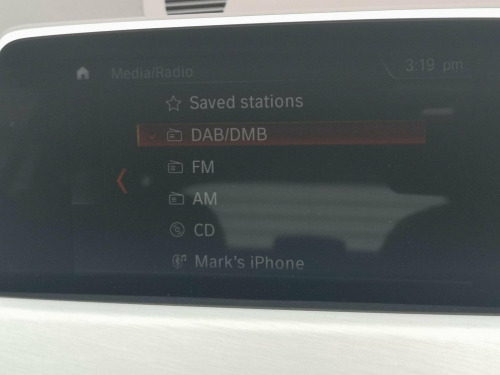 Media/Radio
3:19 pm
Saved stations
DAB/DMB
FM
AM
CD
Mark's iPhone